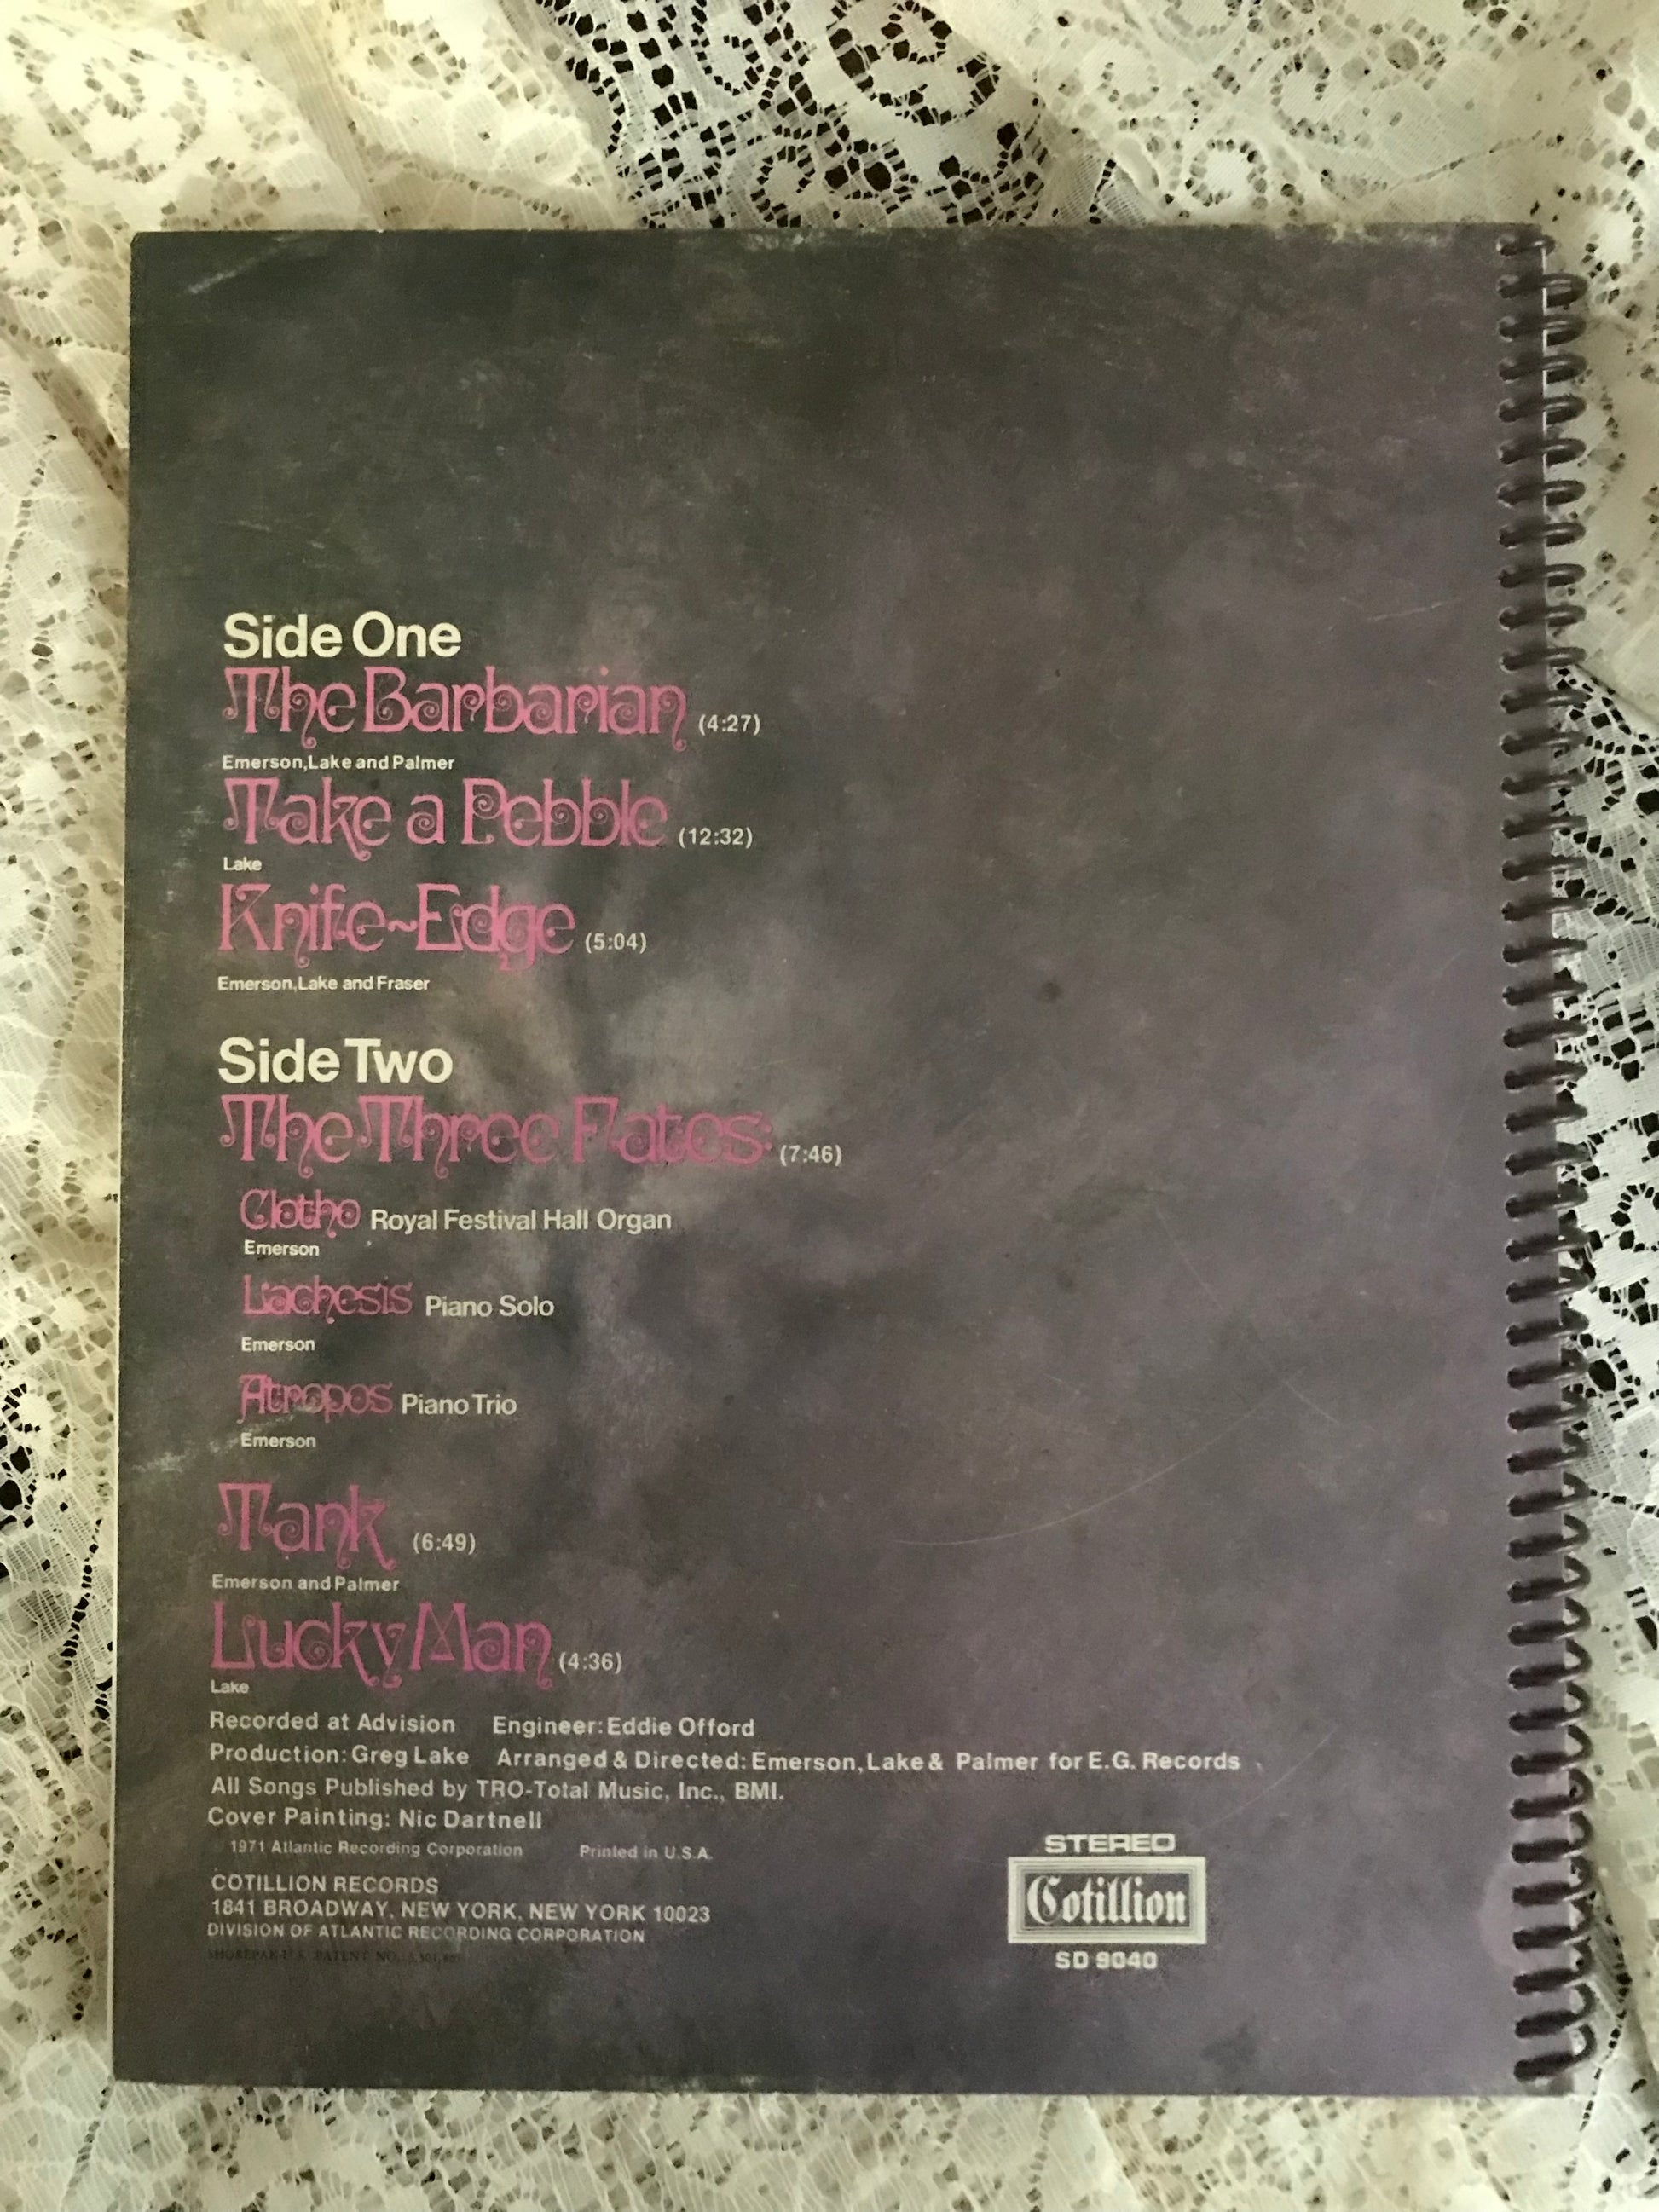 Side One
The Barbarian (4:27)
Emerson, Lake and Palmer
Take a Pebble (12:32)
Lake
Knife~Edge (5:04)
Emerson, Lake and Fraser
Side Two
The Three Fates: (7:46)
Clotho Royal Festival Hall Organ
Emerson
Lachesis Piano Solo
Emerson
Atropos Piano Trio
Emerson
Tank (6:49)
Emerson and Palmer
Lucky Man (4:36)
Lake
Recorded at Advision Engineer: Eddie Offord
Production: Greg Lake Arranged & Directed: Emerson, Lake & Palmer for E.G. Records
All Songs Published by TRO-Total Music, Inc., BMI.
Cover Painting: Nic Dartnell
1971 Atlantic Recording Corporation Printed in U.S.A.
COTILLION RECORDS
1841 BROADWAY, NEW YORK, NEW YORK 10023
DIVISION OF ATLANTIC RECORDING CORPORATION
SHOREPAK U.S. PATENT NO.
STEREO
Cotillion
SD 9040